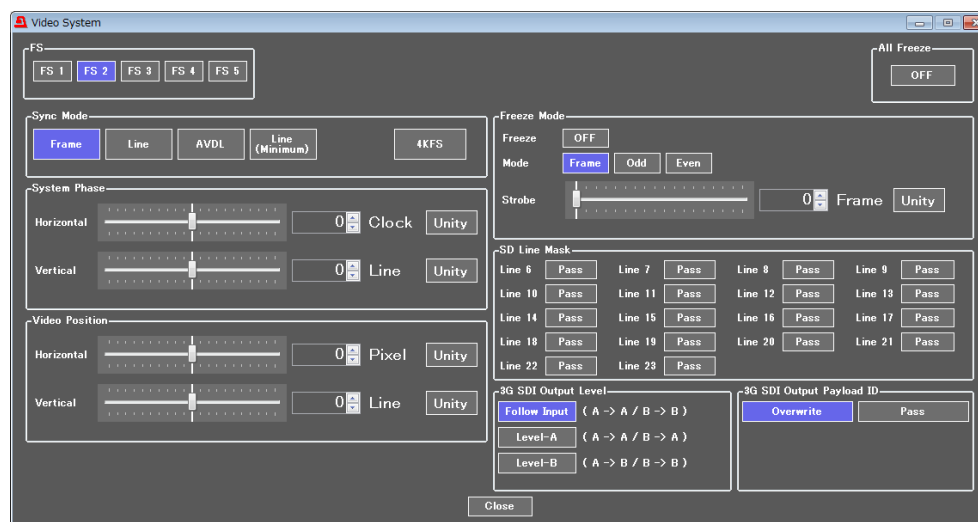 Video System
FS
FS 1 FS 2 FS 3 FS 4 FS 5
All Freeze
OFF
Sync Mode
Frame Line AVDL Line (Minimum) 4KFS
System Phase
Horizontal 0 Clock Unity
Vertical 0 Line Unity
Video Position
Horizontal 0 Pixel Unity
Vertical 0 Line Unity
Freeze Mode
Freeze OFF
Mode Frame Odd Even
Strobe 0 Frame Unity
SD Line Mask
Line 6 Pass Line 7 Pass Line 8 Pass Line 9 Pass
Line 10 Pass Line 11 Pass Line 12 Pass Line 13 Pass
Line 14 Pass Line 15 Pass Line 16 Pass Line 17 Pass
Line 18 Pass Line 19 Pass Line 20 Pass Line 21 Pass
Line 22 Pass Line 23 Pass
3G SDI Output Level
Follow Input ( A -> A / B -> B )
Level-A ( A -> A / B -> A )
Level-B ( A -> B / B -> B )
3G SDI Output Payload ID
Overwrite Pass
Close